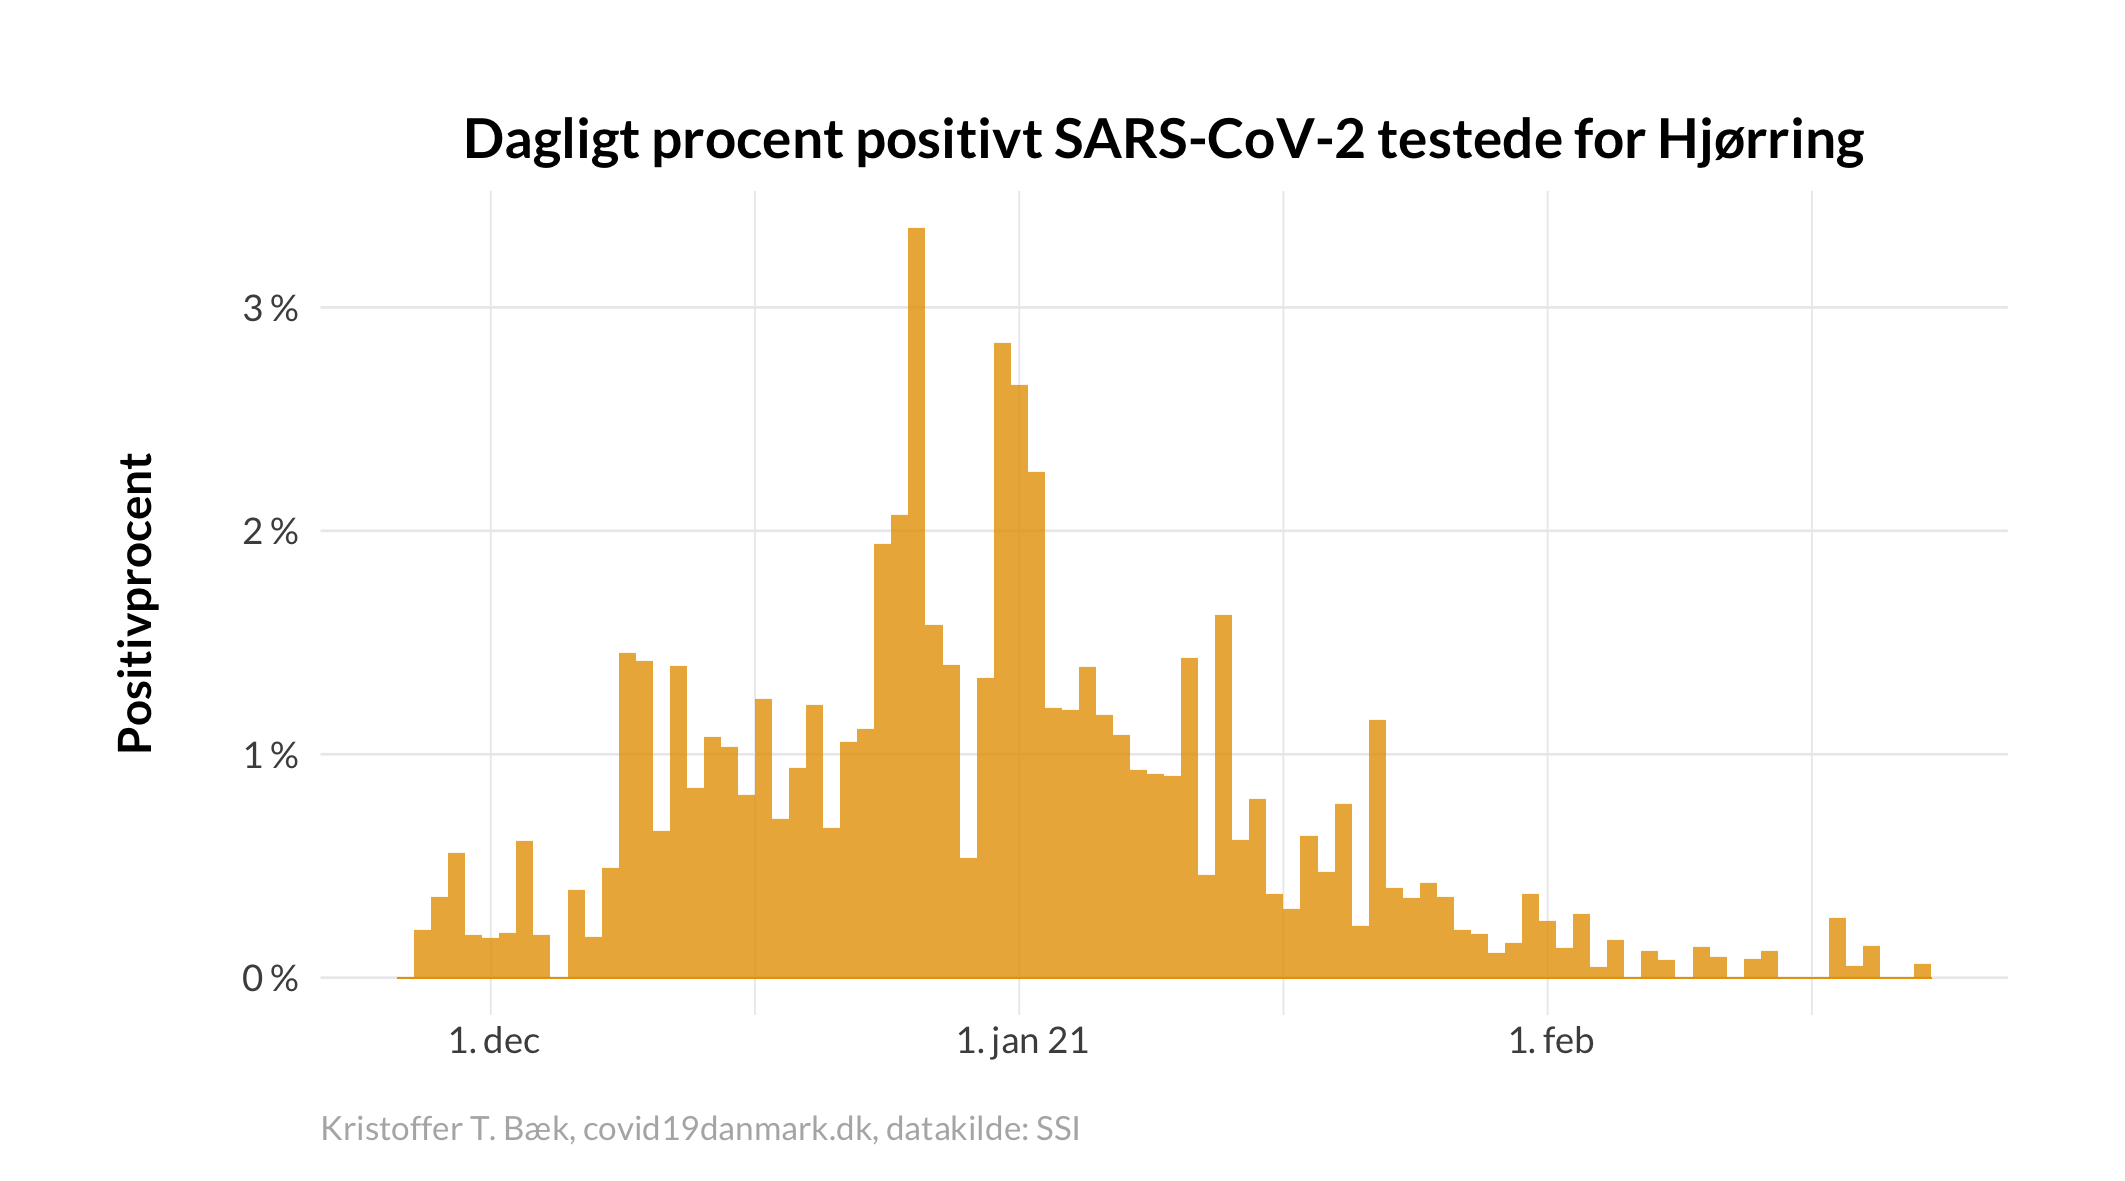 Dagligt procent positivt SARS-CoV-2 testede for Hjørring
Positivprocent
3 %
2 %
1 %
0 %
1. dec
1. jan 21
1. feb
Kristoffer T. Bæk, covid19danmark.dk, datakilde: SSI